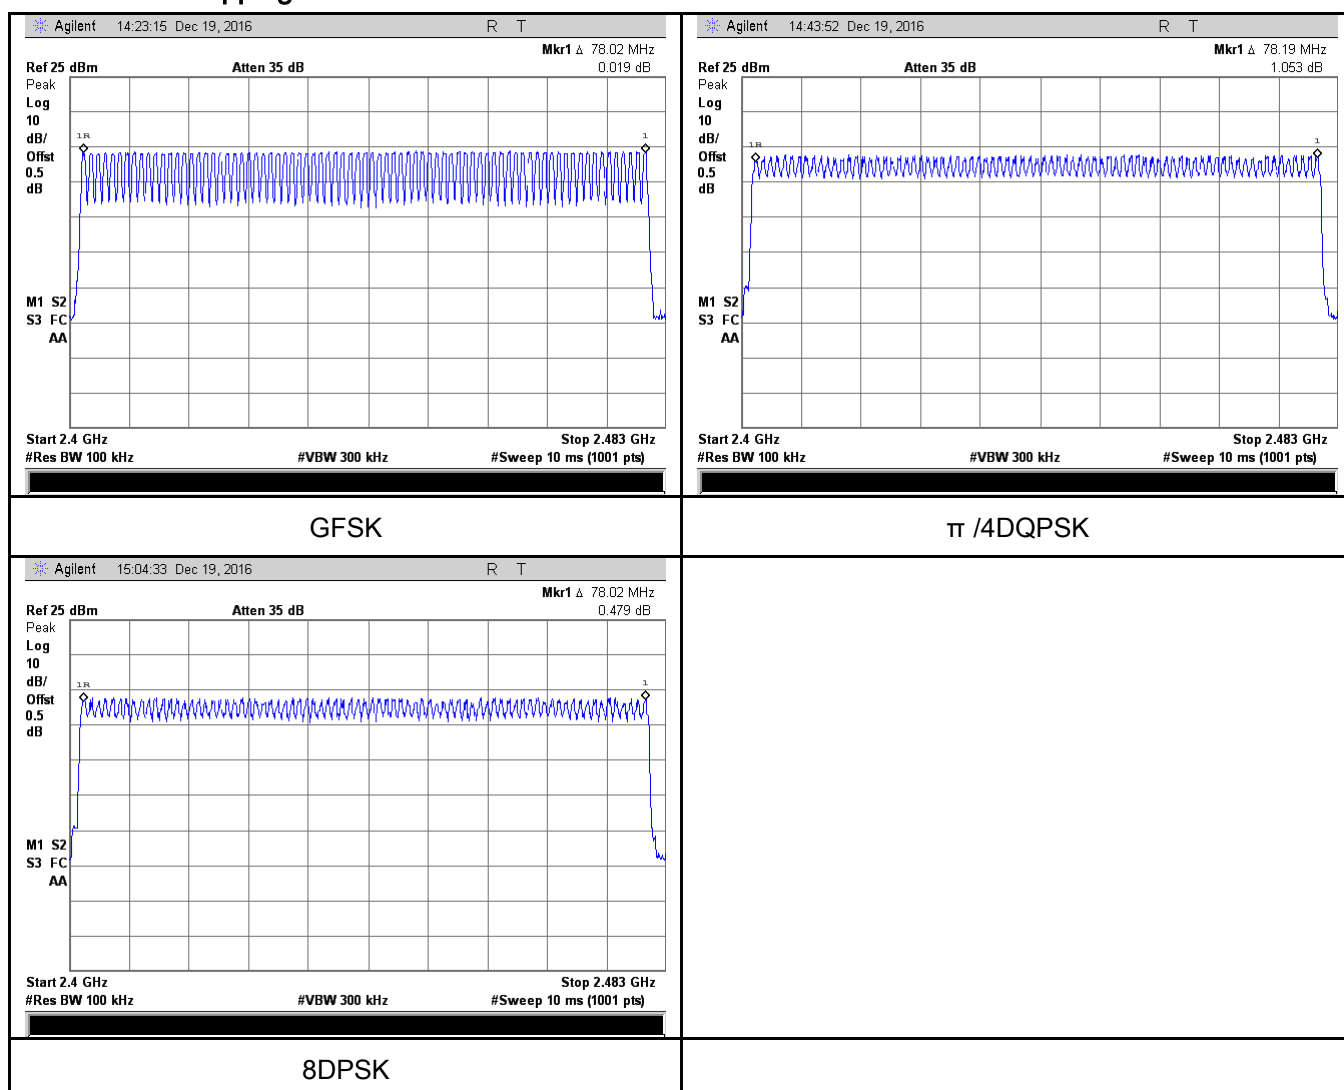 Agilent 14:23:15 Dec 19, 2016 R T
Mkr1 Δ 78.02 MHz
Ref 25 dBm Atten 35 dB 0.019 dB
Peak
Log
10
dB/
Offst
0.5
dB
1R 1
M1 S2
S3 FC
AA
Start 2.4 GHz Stop 2.483 GHz
#Res BW 100 kHz #VBW 300 kHz #Sweep 10 ms (1001 pts)
GFSK
Agilent 14:43:52 Dec 19, 2016 R T
Mkr1 Δ 78.19 MHz
Ref 25 dBm Atten 35 dB 1.053 dB
Peak
Log
10
dB/
Offst
0.5
dB
1R 1
M1 S2
S3 FC
AA
Start 2.4 GHz Stop 2.483 GHz
#Res BW 100 kHz #VBW 300 kHz #Sweep 10 ms (1001 pts)
π /4DQPSK
Agilent 15:04:33 Dec 19, 2016 R T
Mkr1 Δ 78.02 MHz
Ref 25 dBm Atten 35 dB 0.479 dB
Peak
Log
10
dB/
Offst
0.5
dB
1R 1
M1 S2
S3 FC
AA
Start 2.4 GHz Stop 2.483 GHz
#Res BW 100 kHz #VBW 300 kHz #Sweep 10 ms (1001 pts)
8DPSK